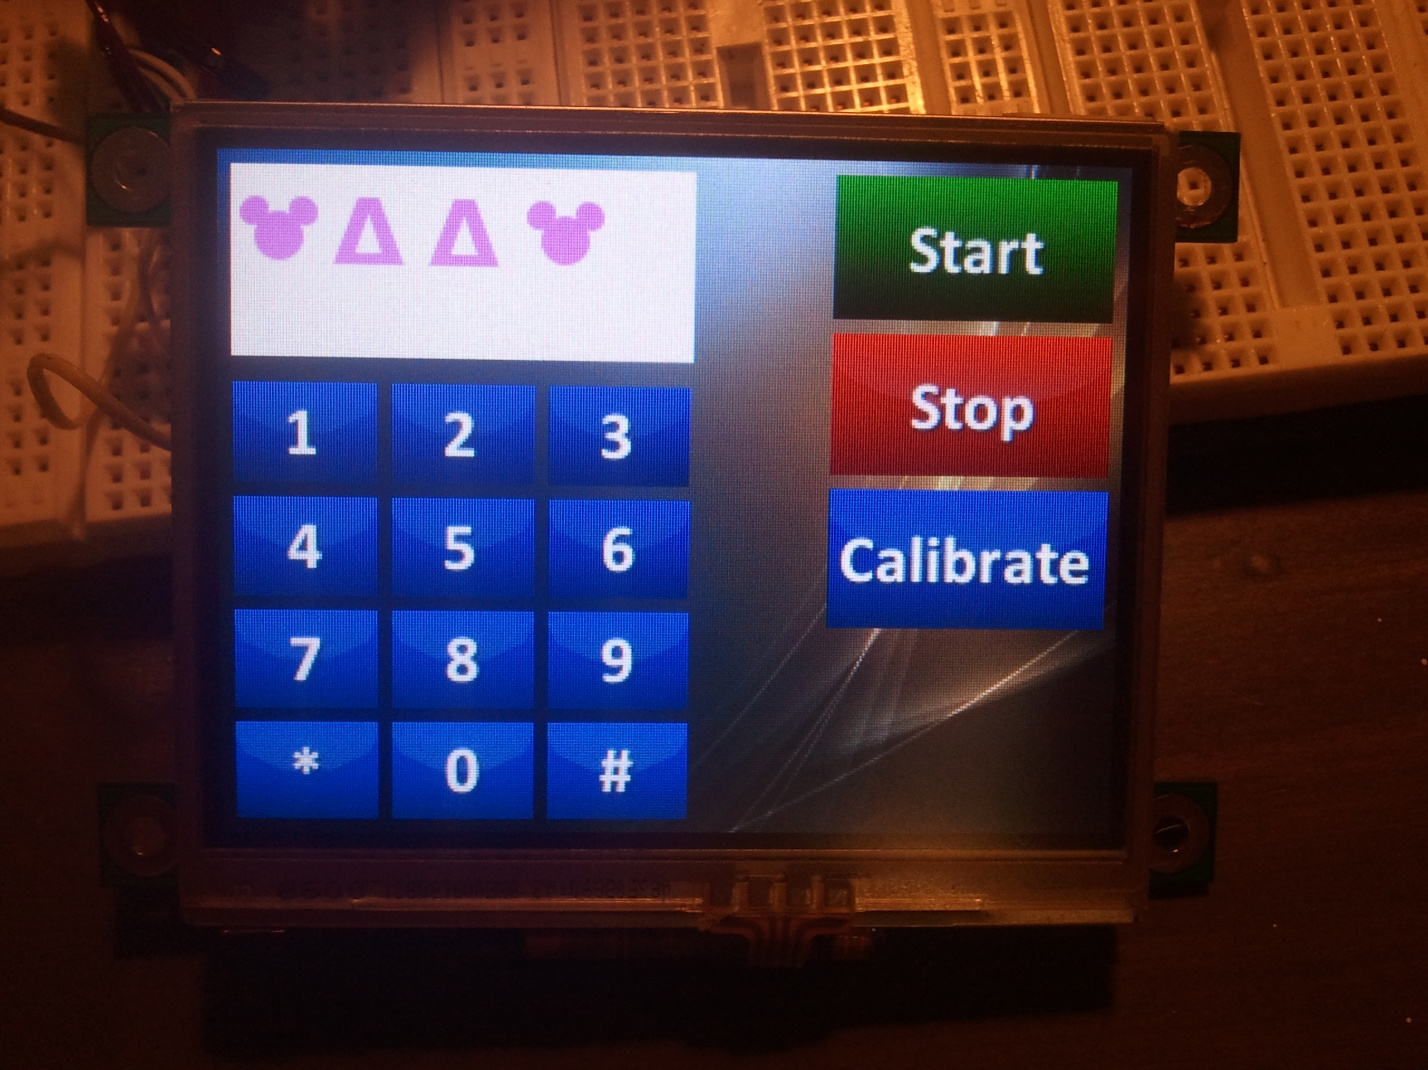 Δ Δ
Start
Stop
Calibrate
1 2 3
4 5 6
7 8 9
* 0 #